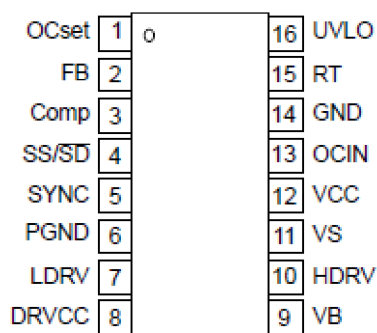 OCset 1 o 16 UVLO
FB 2 15 RT
Comp 3 14 GND
SS/SD 4 13 OCIN
SYNC 5 12 VCC
PGND 6 11 VS
LDRV 7 10 HDRV
DRVCC 8 9 VB